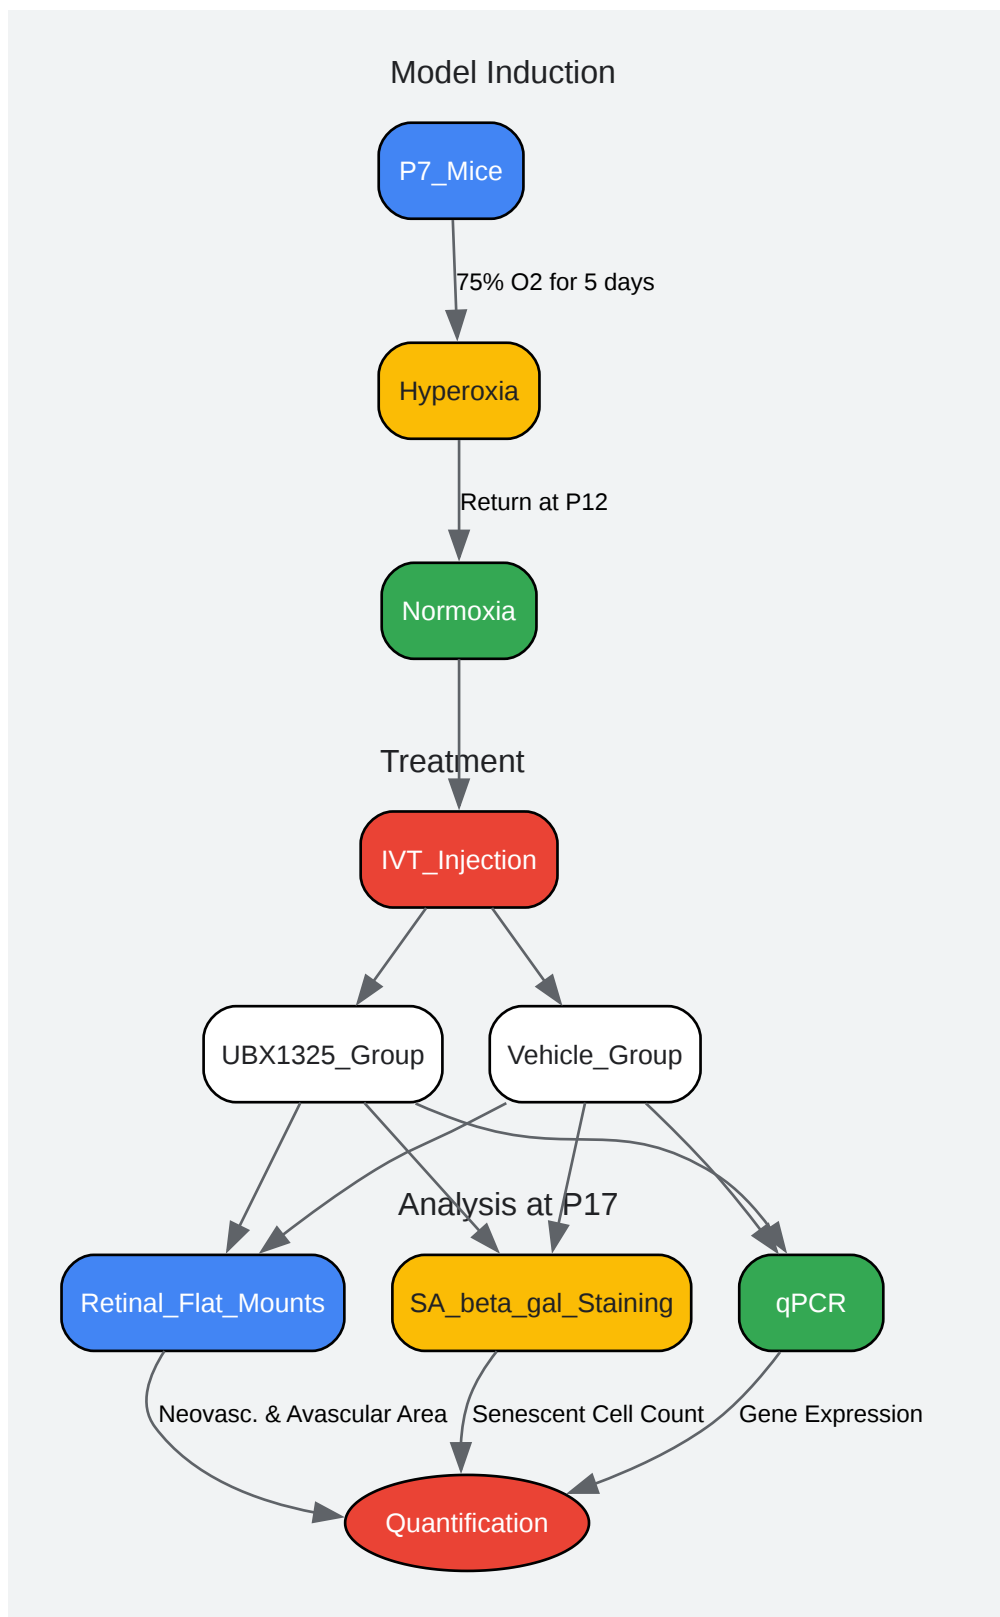 Model Induction
P7_Mice
75% O2 for 5 days
Hyperoxia
Return at P12
Normoxia
Treatment
IVT_Injection
UBX1325_Group
Vehicle_Group
Analysis at P17
Retinal_Flat_Mounts
SA_beta_gal_Staining
qPCR
Neovasc. & Avascular Area
Senescent Cell Count
Gene Expression
Quantification